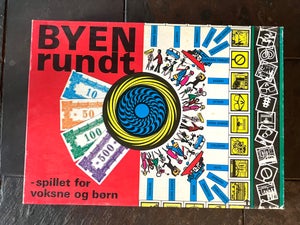 BYEN
rundt
10
50
100
500
-spillet for
voksne og børn